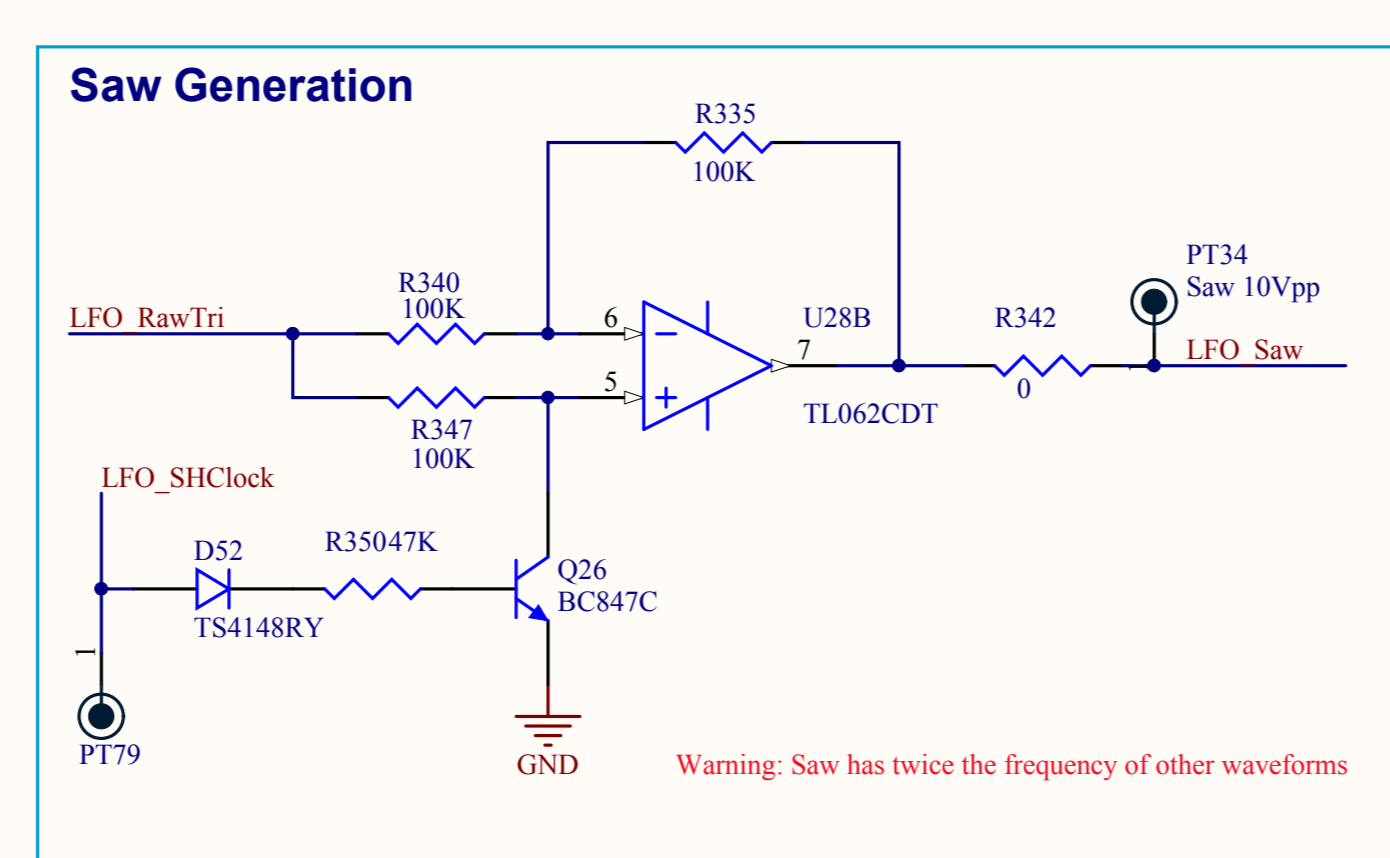 Saw Generation
R335
100K
PT34
Saw 10Vpp
R340
100K
LFO_RawTri
6
U28B
7
R342
LFO_Saw
5
0
TL062CDT
R347
100K
LFO_SHClock
D52
R35047K
Q26
BC847C
TS4148RY
1
PT79
GND
Warning: Saw has twice the frequency of other waveforms